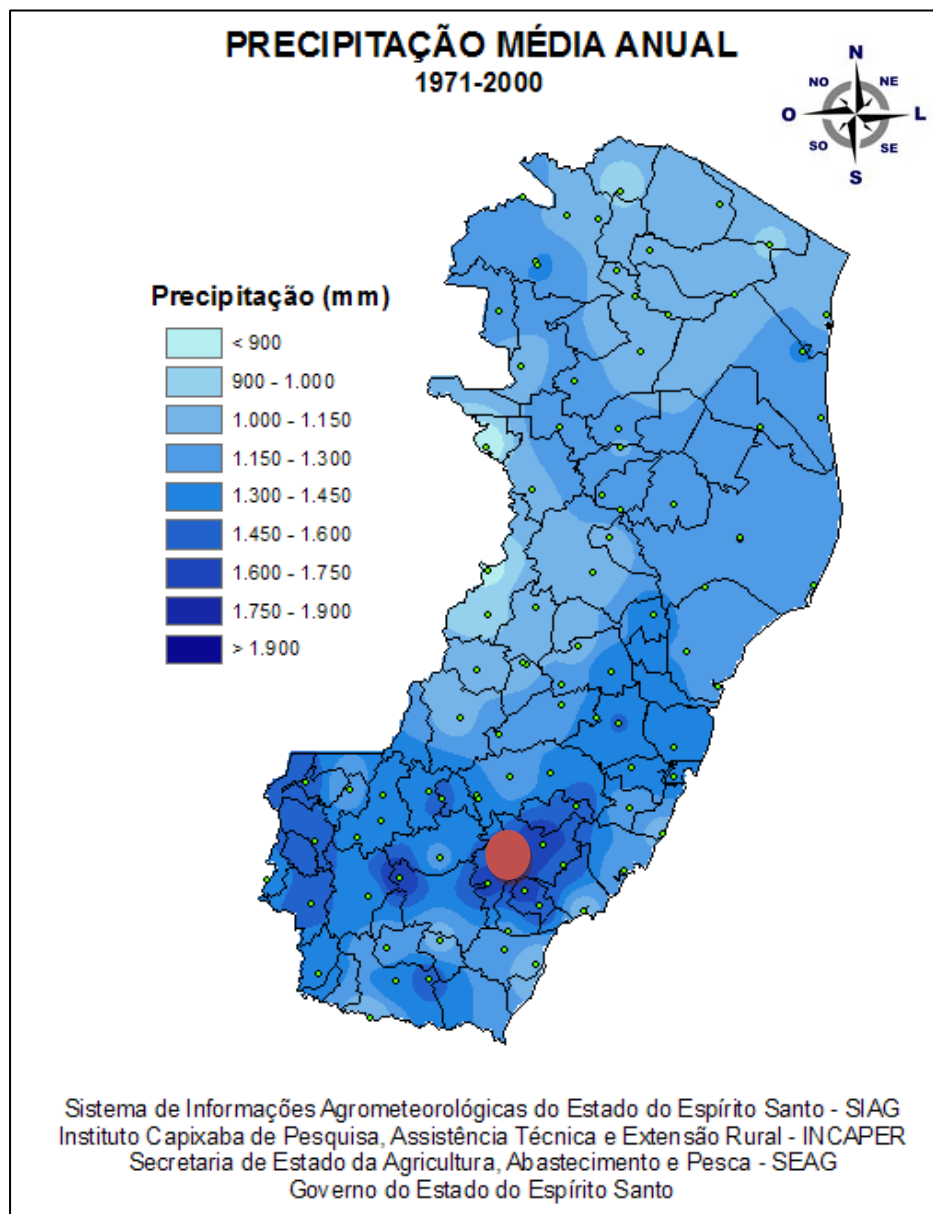 PRECIPITAÇÃO MÉDIA ANUAL
1971-2000
N
NO NE
O L
SO SE
S
Precipitação (mm)
< 900
900 - 1.000
1.000 - 1.150
1.150 - 1.300
1.300 - 1.450
1.450 - 1.600
1.600 - 1.750
1.750 - 1.900
> 1.900
Sistema de Informações Agrometeorológicas do Estado do Espírito Santo - SIAG
Instituto Capixaba de Pesquisa, Assistência Técnica e Extensão Rural - INCAPER
Secretaria de Estado da Agricultura, Abastecimento e Pesca - SEAG
Governo do Estado do Espírito Santo